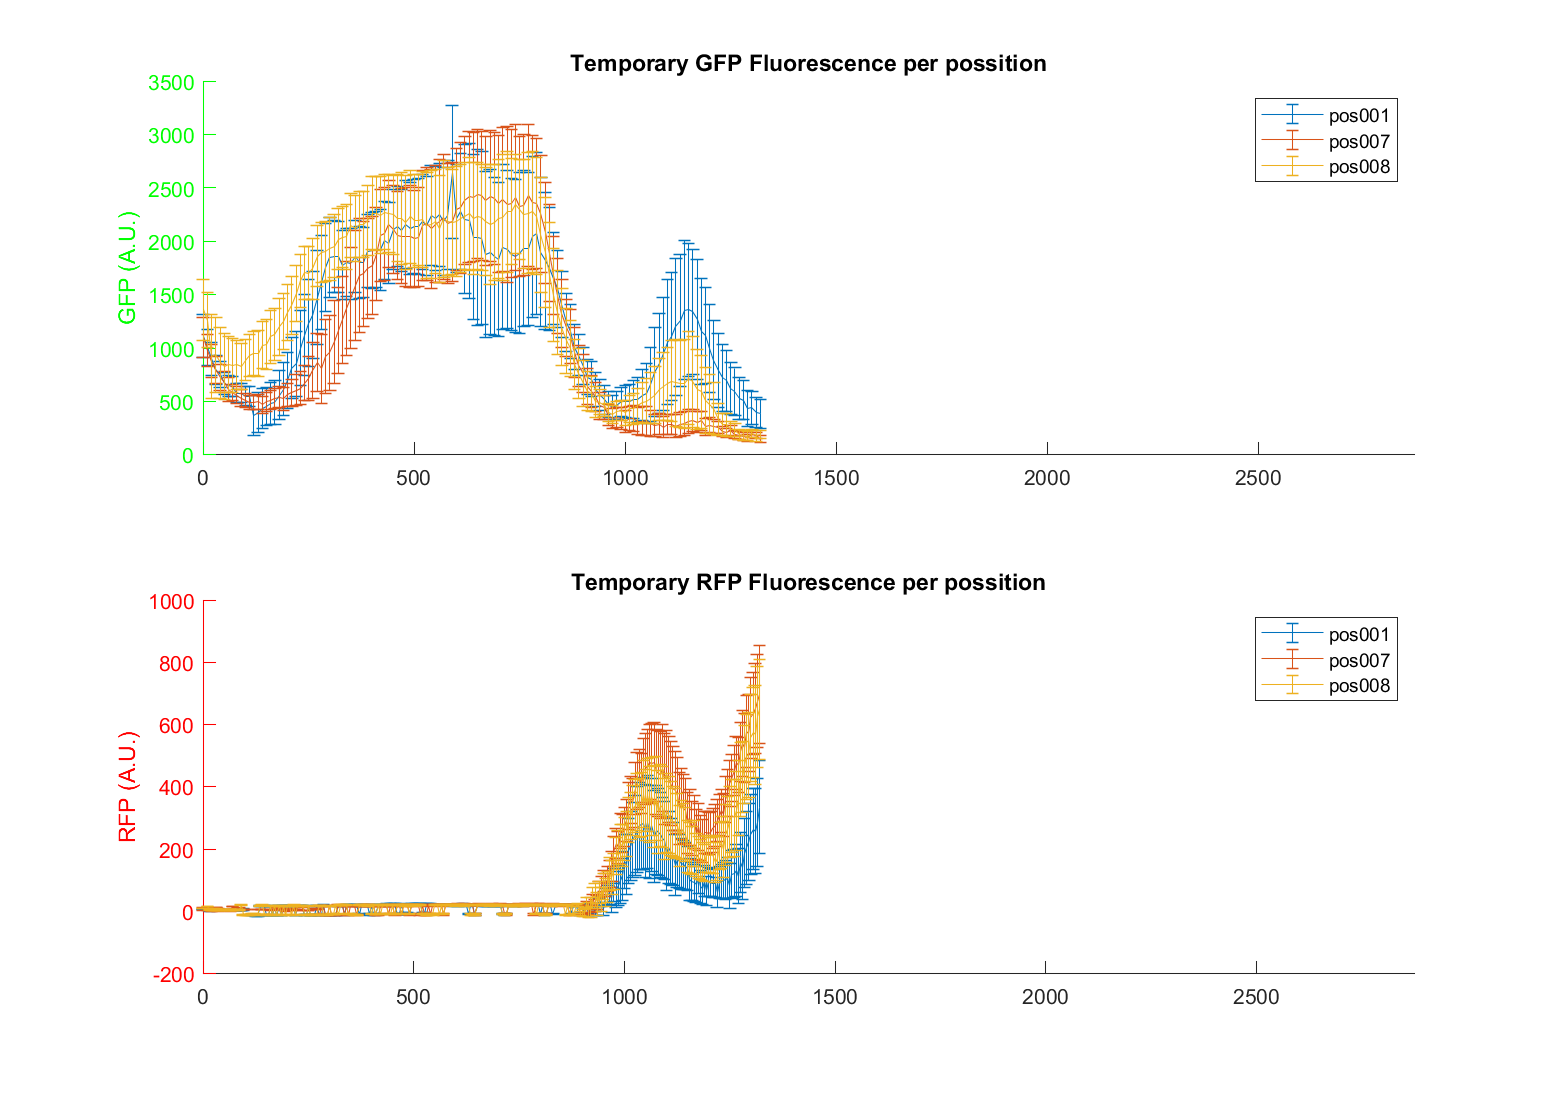 Temporary GFP Fluorescence per possition
3500
3000
2500
2000
1500
1000
500
0
GFP (A.U.)
0 500 1000 1500 2000 2500
pos001
pos007
pos008
Temporary RFP Fluorescence per possition
1000
800
600
400
200
0
-200
RFP (A.U.)
0 500 1000 1500 2000 2500
pos001
pos007
pos008